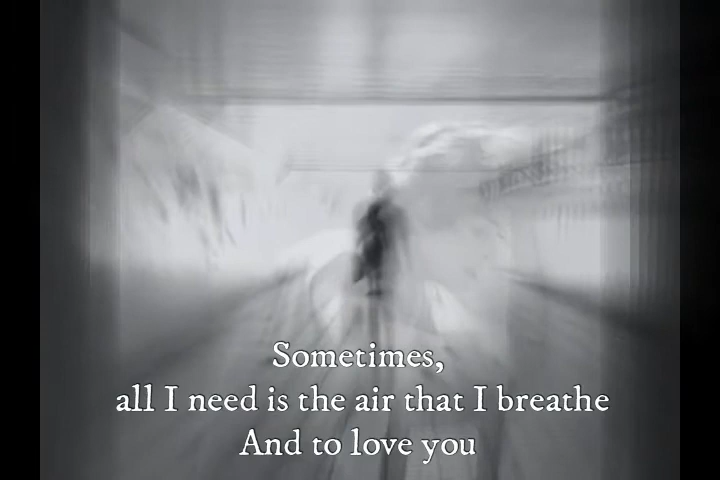 Sometimes,
all I need is the air that I breathe
And to love you